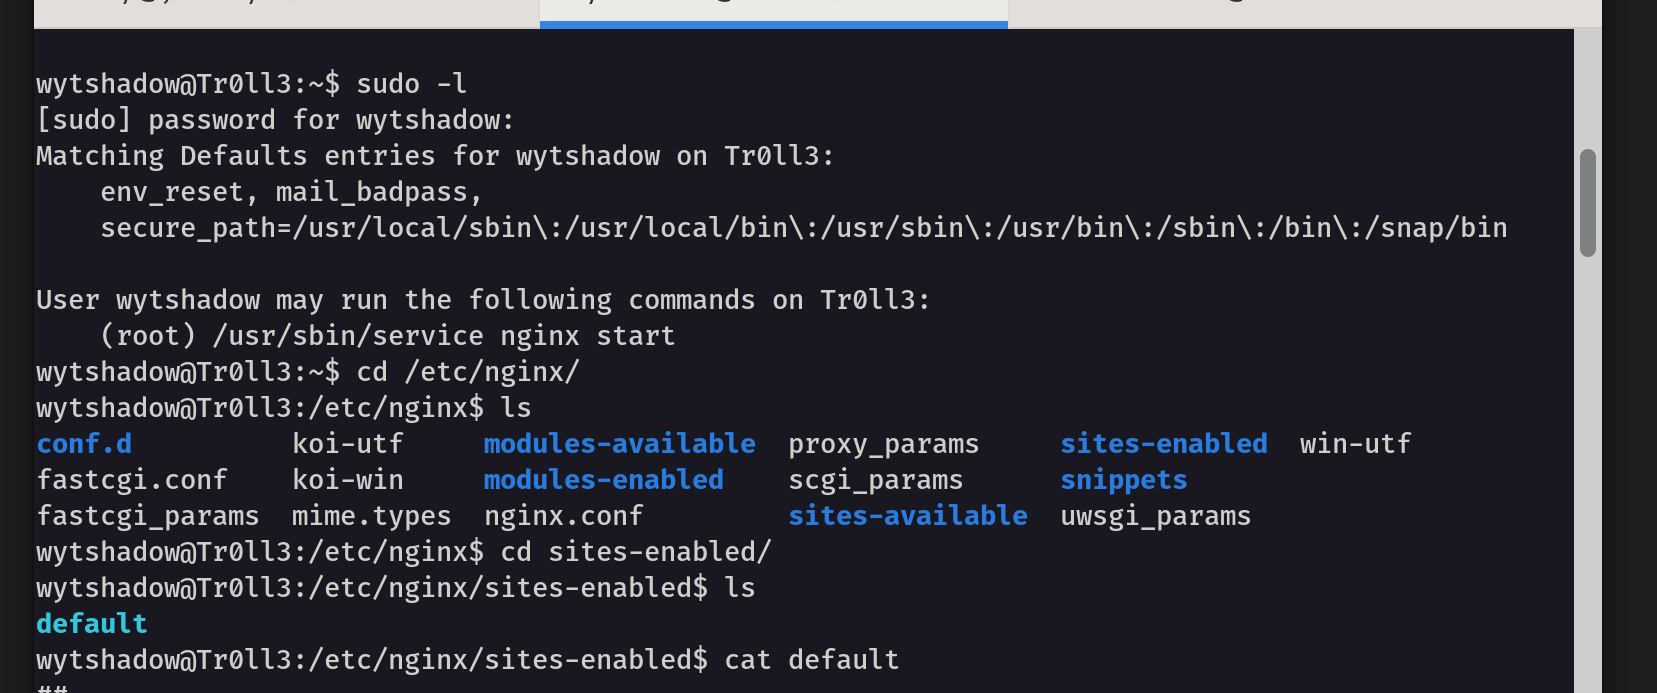 wytshadow@Tr0ll3:~$ sudo -l
[sudo] password for wytshadow:
Matching Defaults entries for wytshadow on Tr0ll3:
    env_reset, mail_badpass,
    secure_path=/usr/local/sbin\:/usr/local/bin\:/usr/sbin\:/usr/bin\:/sbin\:/bin\:/snap/bin

User wytshadow may run the following commands on Tr0ll3:
    (root) /usr/sbin/service nginx start
wytshadow@Tr0ll3:~$ cd /etc/nginx/
wytshadow@Tr0ll3:/etc/nginx$ ls
conf.d          koi-utf     modules-available  proxy_params     sites-enabled  win-utf
fastcgi.conf    koi-win     modules-enabled    scgi_params      snippets
fastcgi_params  mime.types  nginx.conf         sites-available  uwsgi_params
wytshadow@Tr0ll3:/etc/nginx$ cd sites-enabled/
wytshadow@Tr0ll3:/etc/nginx/sites-enabled$ ls
default
wytshadow@Tr0ll3:/etc/nginx/sites-enabled$ cat default
##